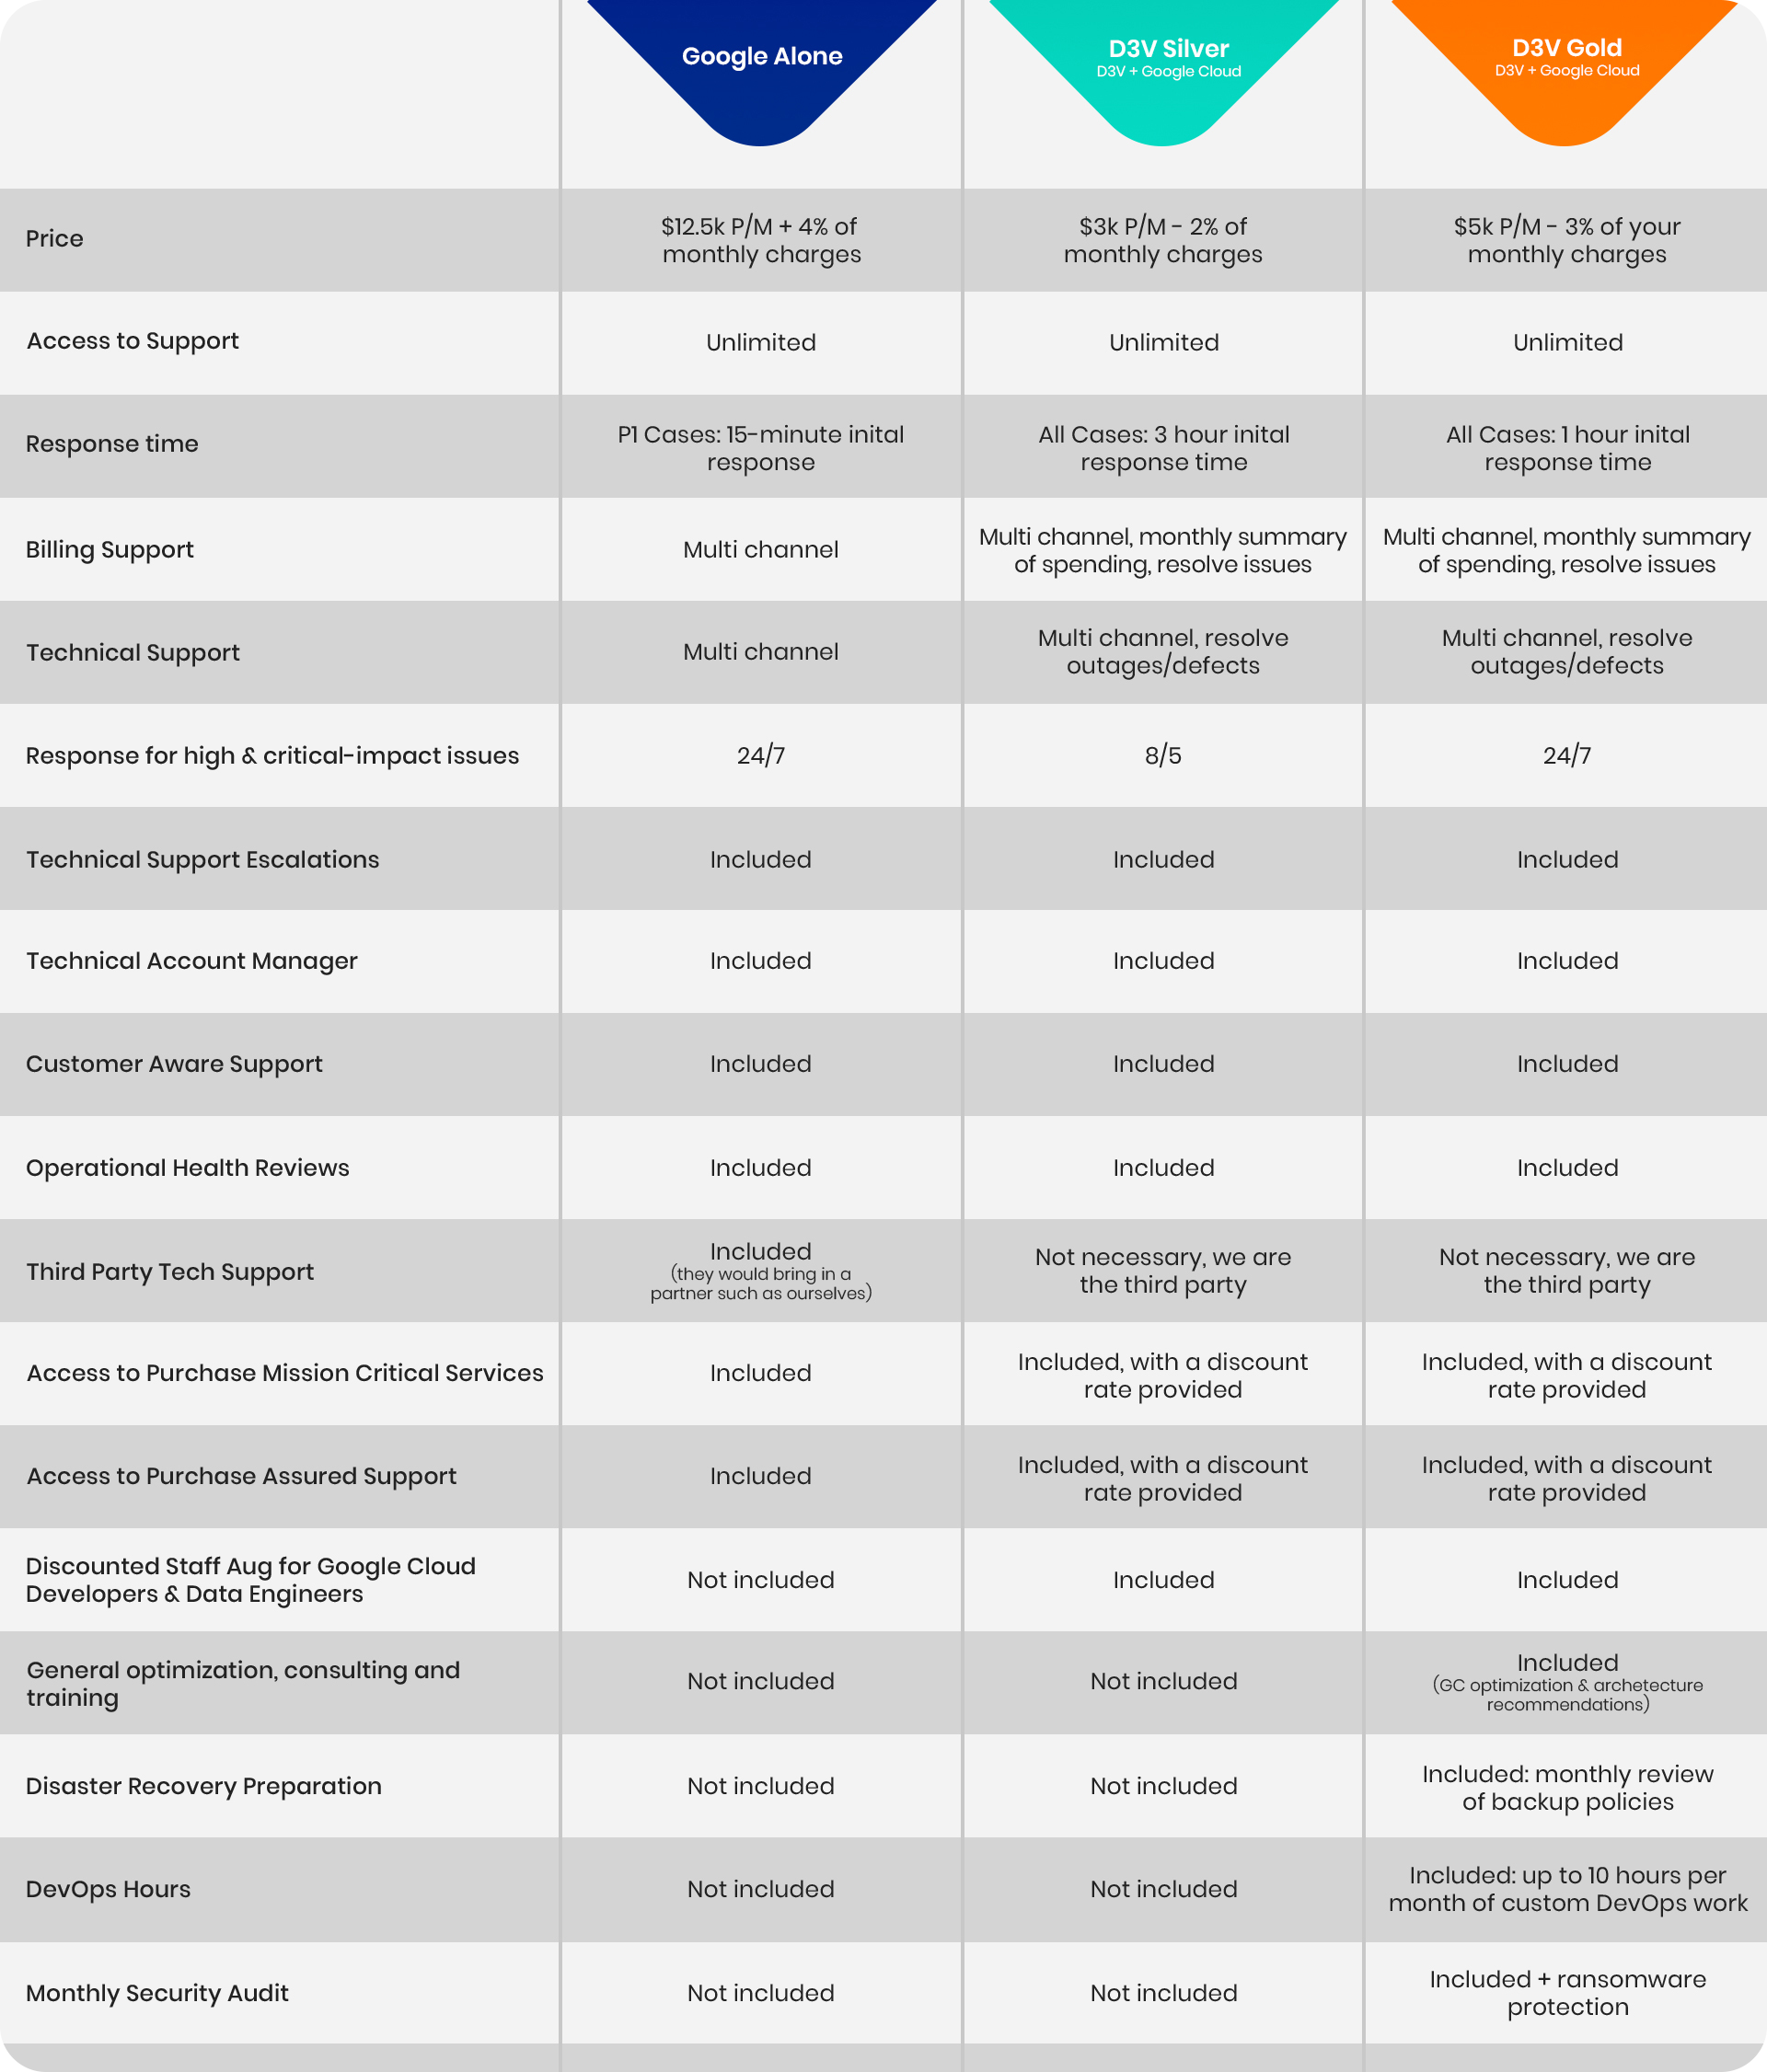 Google Alone
D3V Silver
D3V + Google Cloud
D3V Gold
D3V + Google Cloud
Price
$12.5k P/M + 4% of
monthly charges
$3k P/M - 2% of
monthly charges
$5k P/M - 3% of your
monthly charges
Access to Support
Unlimited
Unlimited
Unlimited
Response time
P1 Cases: 15-minute inital
response
All Cases: 3 hour inital
response time
All Cases: 1 hour inital
response time
Billing Support
Multi channel
Multi channel, monthly summary
of spending, resolve issues
Multi channel, monthly summary
of spending, resolve issues
Technical Support
Multi channel
Multi channel, resolve
outages/defects
Multi channel, resolve
outages/defects
Response for high & critical-impact issues
24/7
8/5
24/7
Technical Support Escalations
Included
Included
Included
Technical Account Manager
Included
Included
Included
Customer Aware Support
Included
Included
Included
Operational Health Reviews
Included
Included
Included
Third Party Tech Support
Included
(they would bring in a
partner such as ourselves)
Not necessary, we are
the third party
Not necessary, we are
the third party
Access to Purchase Mission Critical Services
Included
Included, with a discount
rate provided
Included, with a discount
rate provided
Access to Purchase Assured Support
Included
Included, with a discount
rate provided
Included, with a discount
rate provided
Discounted Staff Aug for Google Cloud
Developers & Data Engineers
Not included
Included
Included
General optimization, consulting and
training
Not included
Not included
Included
(GC optimization & archetecture
recommendations)
Disaster Recovery Preparation
Not included
Not included
Included: monthly review
of backup policies
DevOps Hours
Not included
Not included
Included: up to 10 hours per
month of custom DevOps work
Monthly Security Audit
Not included
Not included
Included + ransomware
protection